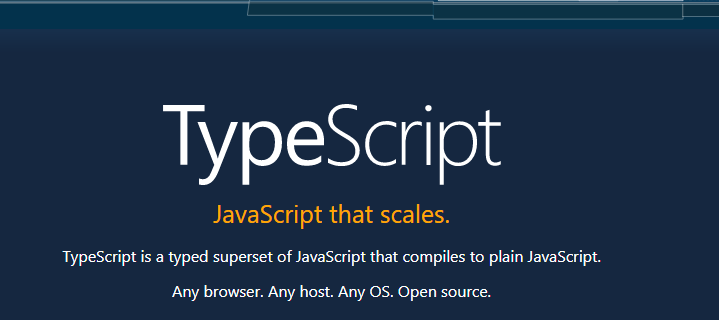 TypeScript
JavaScript that scales.
TypeScript is a typed superset of JavaScript that compiles to plain JavaScript.
Any browser. Any host. Any OS. Open source.